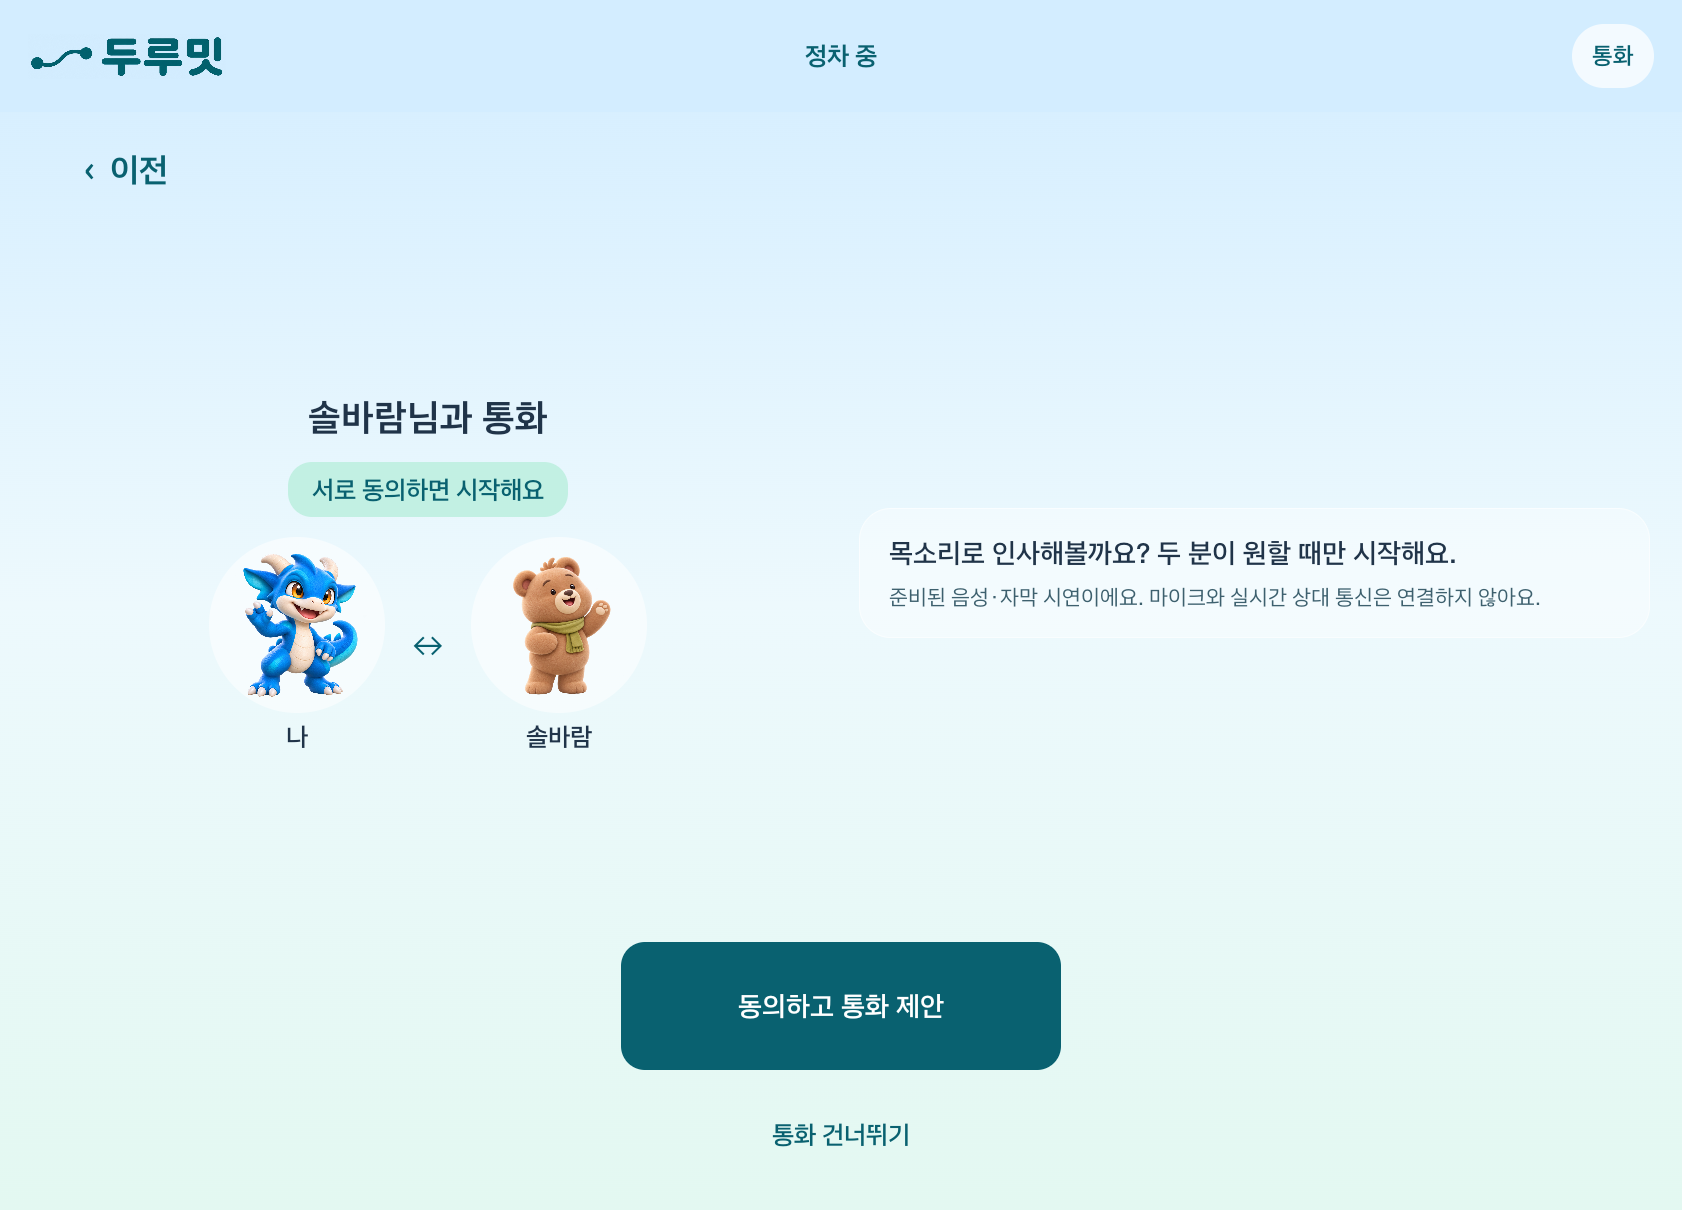 두루밋
정차 중
통화
‹ 이전
솔바람님과 통화
서로 동의하면 시작해요
나
↔
솔바람
목소리로 인사해볼까요? 두 분이 원할 때만 시작해요.
준비된 음성·자막 시연이에요. 마이크와 실시간 상대 통신은 연결하지 않아요.
동의하고 통화 제안
통화 건너뛰기